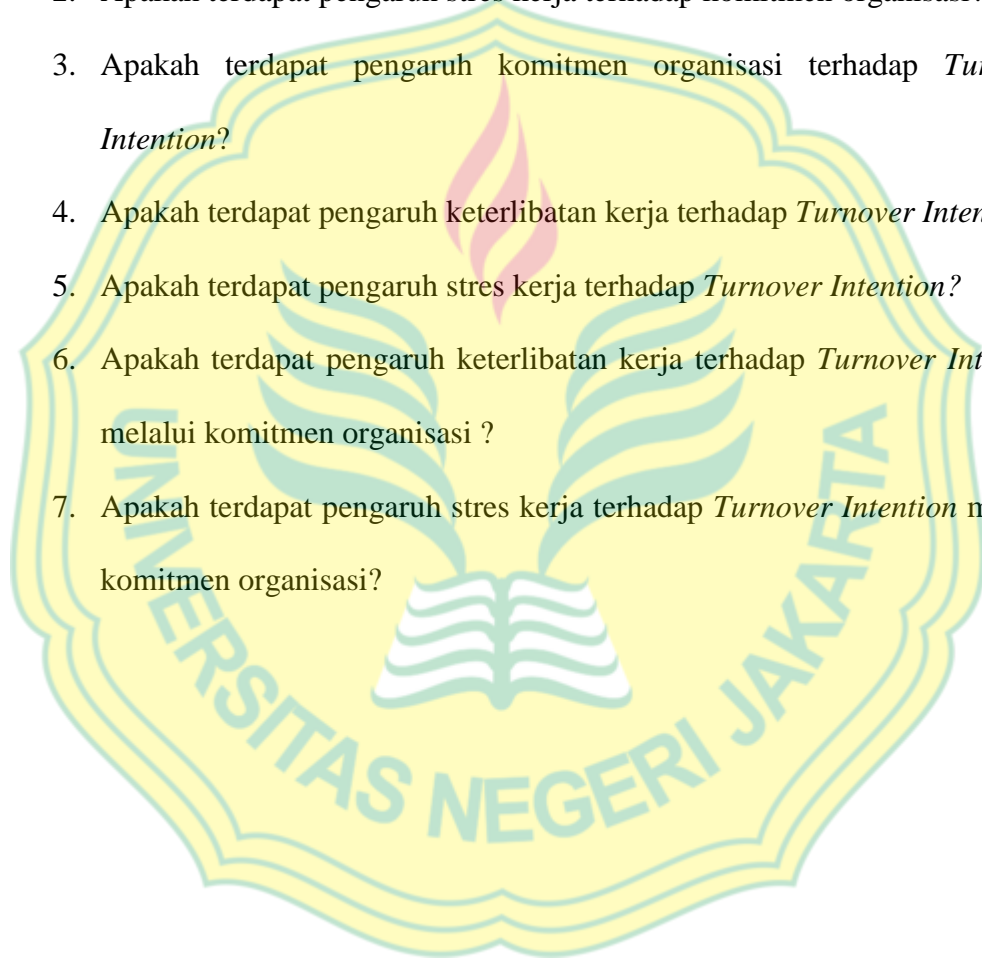 3. Apakah terdapat pengaruh komitmen organisasi terhadap
Intention?
4. Apakah terdapat pengaruh keterlibatan kerja terhadap Turnover
5. Apakah terdapat pengaruh stres kerja terhadap Turnover Intention?
6. Apakah terdapat pengaruh keterlibatan kerja terhadap Turnover
melalui komitmen organisasi ?
7. Apakah terdapat pengaruh stres kerja terhadap Turnover Intention
komitmen organisasi?
UNIVERSITAS NEGERI JAKARTA